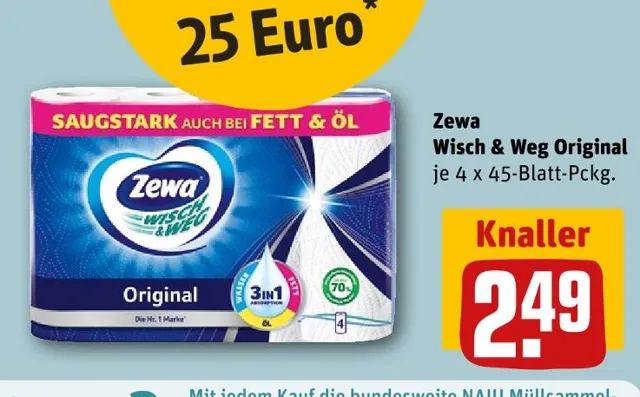 25 Euro*
SAUGSTARK AUCH BEI FETT & ÖL
Zewa
WISCH
& WEG
Original
Die Nr. 1 Marke*
WASSER
FETT
3IN1
ABSORPTION
ÖL
70%
4
Zewa
Wisch & Weg Original
je 4 x 45-Blatt-Pckg.
Knaller
2.49
Mit jedem Kauf die bundesweite NAJU Müllsammel-